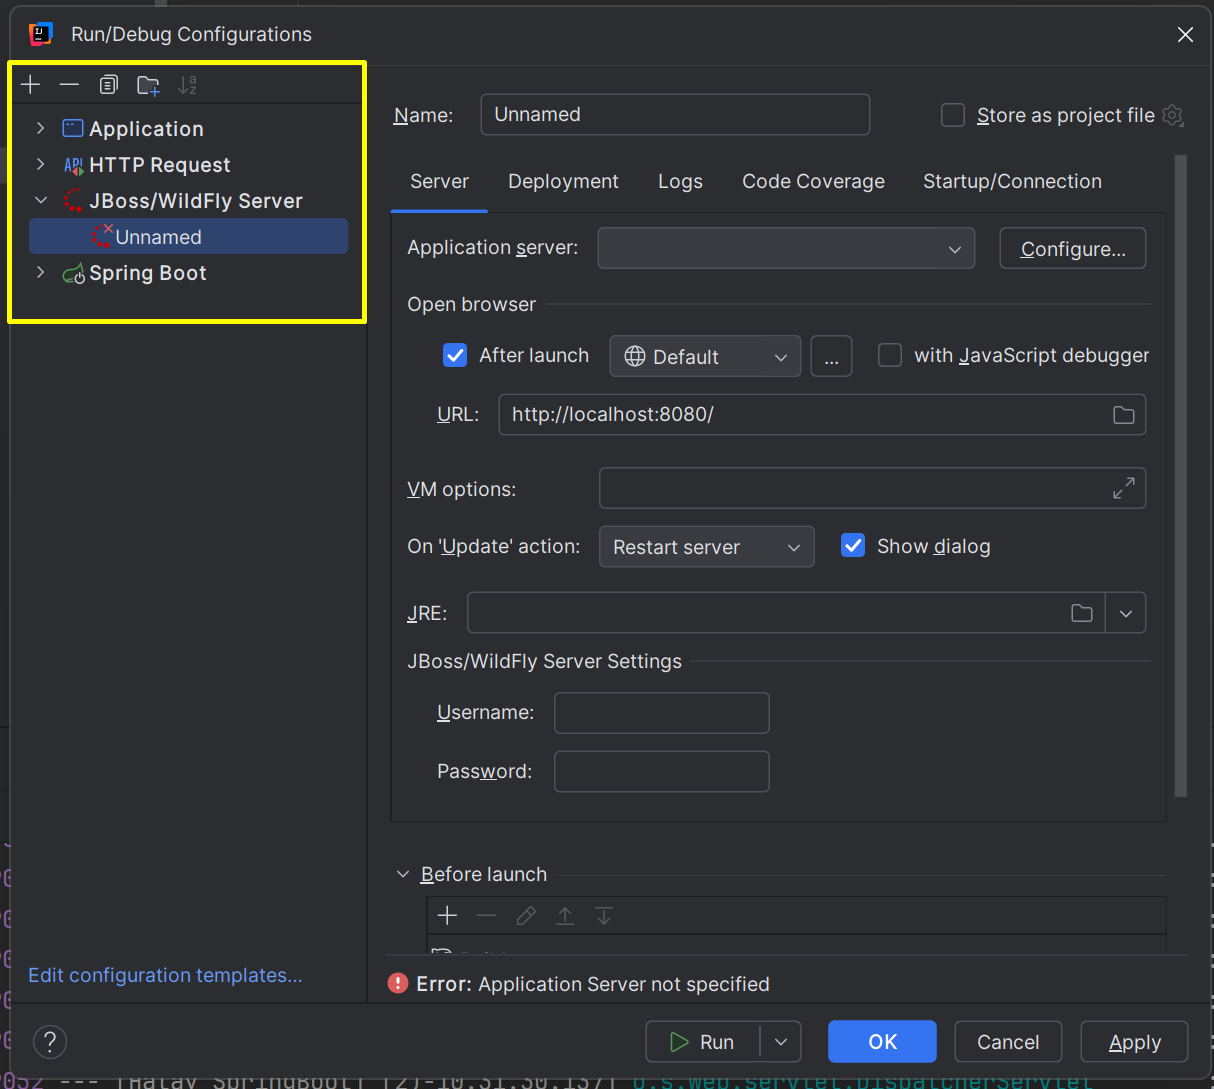 Run/Debug Configurations
Application
HTTP Request
JBoss/WildFly Server
Unnamed
Spring Boot
Edit configuration templates...
Name: Unnamed Store as project file
Server Deployment Logs Code Coverage Startup/Connection
Application server: Configure...
Open browser
After launch Default ... with JavaScript debugger
URL: http://localhost:8080/
VM options:
On 'Update' action: Restart server Show dialog
JRE:
JBoss/WildFly Server Settings
Username:
Password:
Before launch
Error: Application Server not specified
? Run OK Cancel Apply